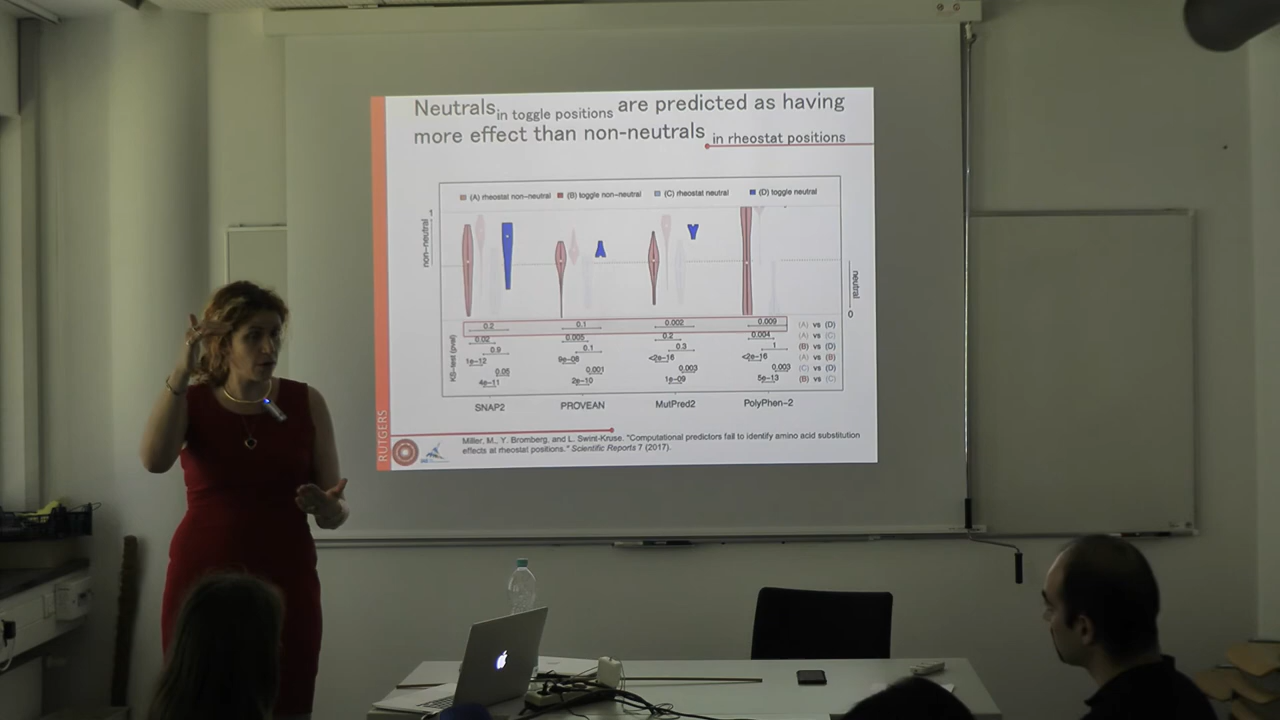 Neutrals in toggle positions are predicted as having
more effect than non-neutrals in rheostat positions
(A) rheostat non-neutral (B) toggle non-neutral (C) rheostat neutral (D) toggle neutral
non-neutral
neutral
0
KS-test (pval)
0.2 0.1 0.002 0.009 (A) vs (D)
0.02 0.005 0.2 0.004 (A) vs (C)
0.9 0.1 0.3 1 (B) vs (D)
1e-12 9e-08 <2e-16 <2e-16 (A) vs (B)
0.05 0.001 0.003 0.003 (C) vs (D)
4e-11 2e-10 1e-09 5e-13 (B) vs (C)
SNAP2 PROVEAN MutPred2 PolyPhen-2
RUTGERS
Miller, M., Y. Bromberg, and L. Swint-Kruse. "Computational predictors fail to identify amino acid substitution
effects at rheostat positions." Scientific Reports 7 (2017).